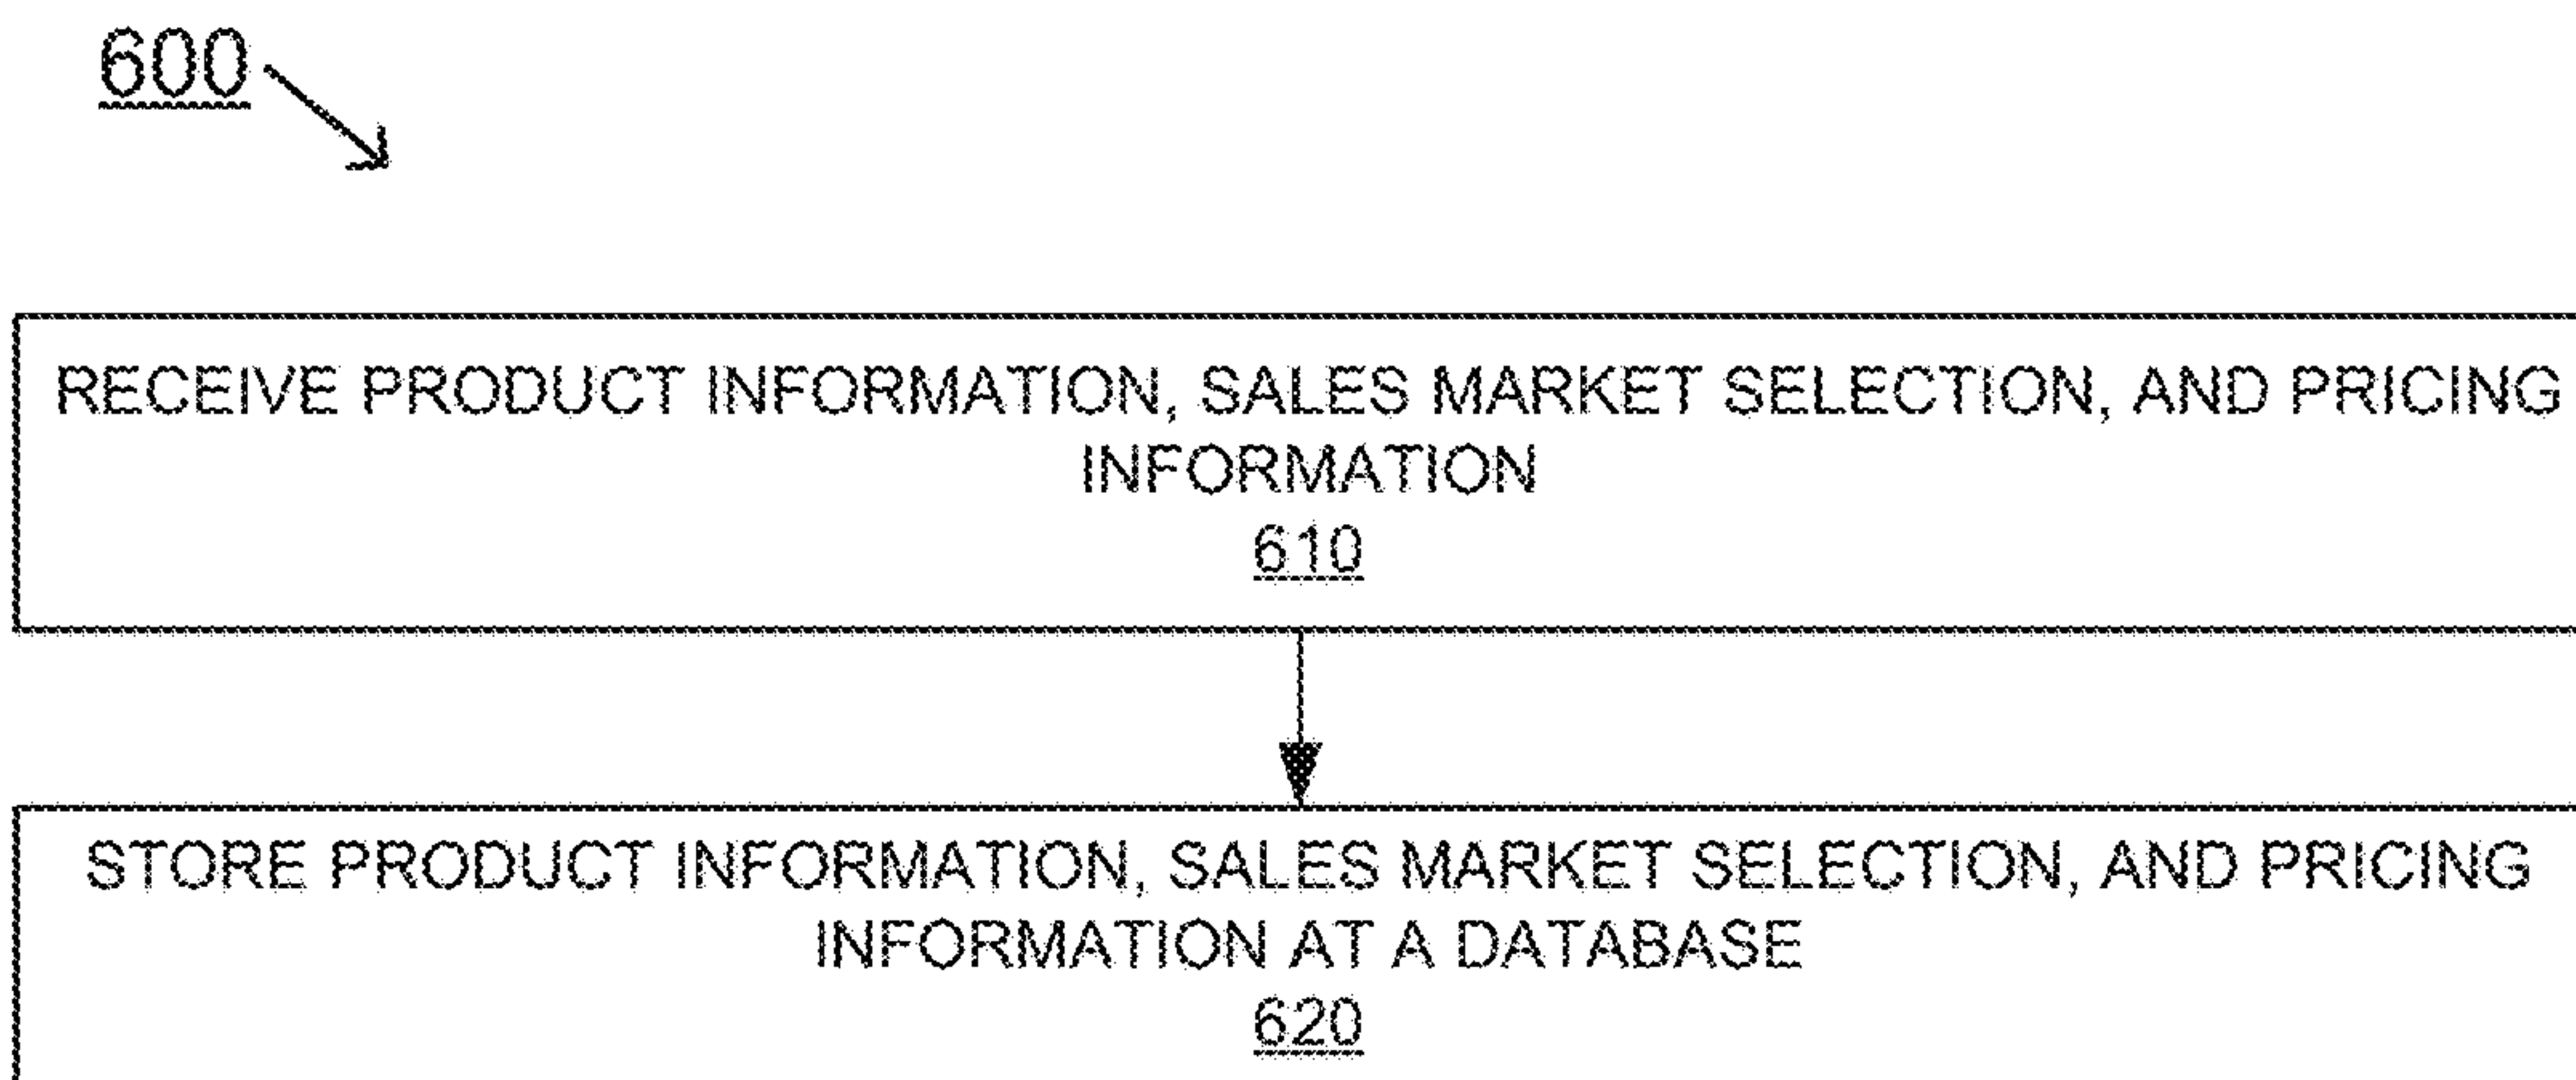 600
RECEIVE PRODUCT INFORMATION, SALES MARKET SELECTION, AND PRICING
INFORMATION
610
STORE PRODUCT INFORMATION, SALES MARKET SELECTION, AND PRICING
INFORMATION AT A DATABASE
620